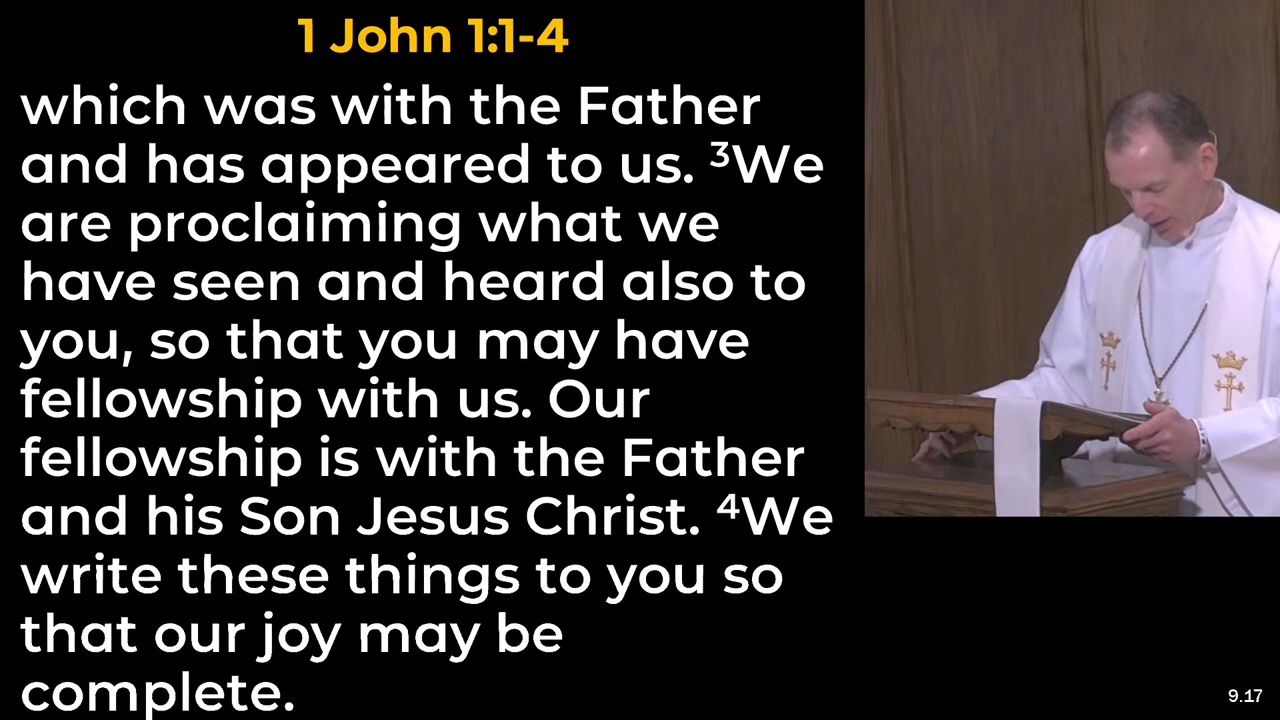 1 John 1:1-4
which was with the Father
and has appeared to us. ³We
are proclaiming what we
have seen and heard also to
you, so that you may have
fellowship with us. Our
fellowship is with the Father
and his Son Jesus Christ. ⁴We
write these things to you so
that our joy may be
complete.
9.17